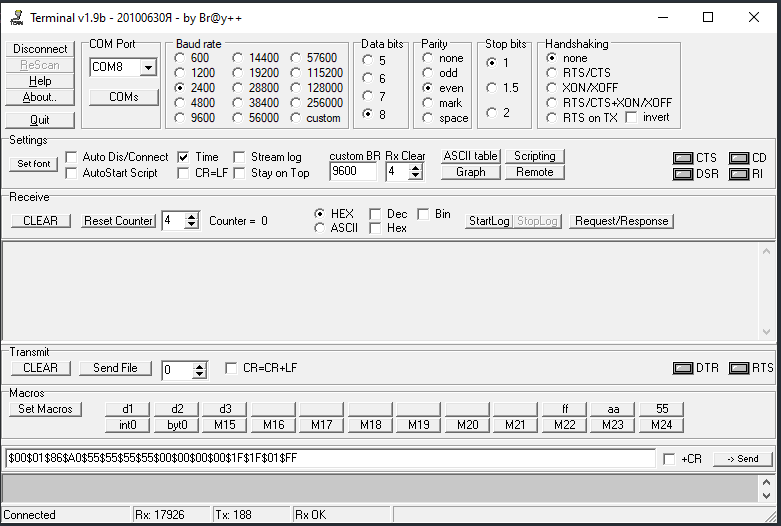 Terminal v1.9b - 20100630Я - by Br@y++
Disconnect
ReScan
Help
About..
Quit
COM Port
COM8
COMs
Baud rate
600 14400 57600
1200 19200 115200
2400 28800 128000
4800 38400 256000
9600 56000 custom
Data bits
5
6
7
8
Parity
none
odd
even
mark
space
Stop bits
1
1.5
2
Handshaking
none
RTS/CTS
XON/XOFF
RTS/CTS+XON/XOFF
RTS on TX invert
Settings
Set font
Auto Dis/Connect Time Stream log
AutoStart Script CR=LF Stay on Top
custom BR Rx Clear
9600 4
ASCII table Scripting
Graph Remote
CTS CD
DSR RI
Receive
CLEAR Reset Counter 4 Counter = 0
HEX Dec Bin
ASCII Hex
StartLog StopLog Request/Response
Transmit
CLEAR Send File 0 CR=CR+LF DTR RTS
Macros
Set Macros d1 d2 d3 ff aa 55
int0 byt0 M15 M16 M17 M18 M19 M20 M21 M22 M23 M24
$00$01$86$A0$55$55$55$55$00$00$00$00$1F$1F$01$FF +CR -> Send
Connected Rx: 17926 Tx: 188 Rx OK